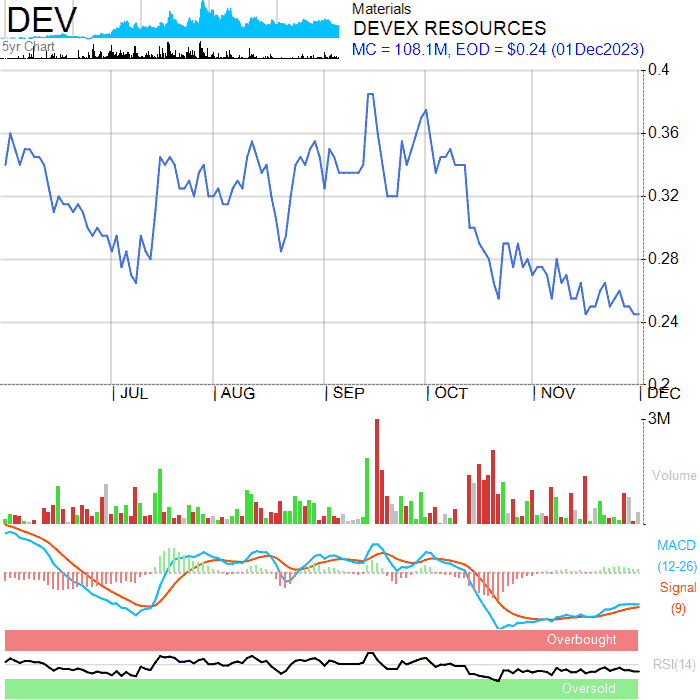 DEV
5yr Chart
Materials
DEVEX RESOURCES
MC = 108.1M, EOD = $0.24 (01Dec2023)
0.4
0.36
0.32
0.28
0.24
0.2
JUL
AUG
SEP
OCT
NOV
DEC
3M
Volume
MACD
(12-26)
Signal
(9)
Overbought
RSI(14)
Oversold